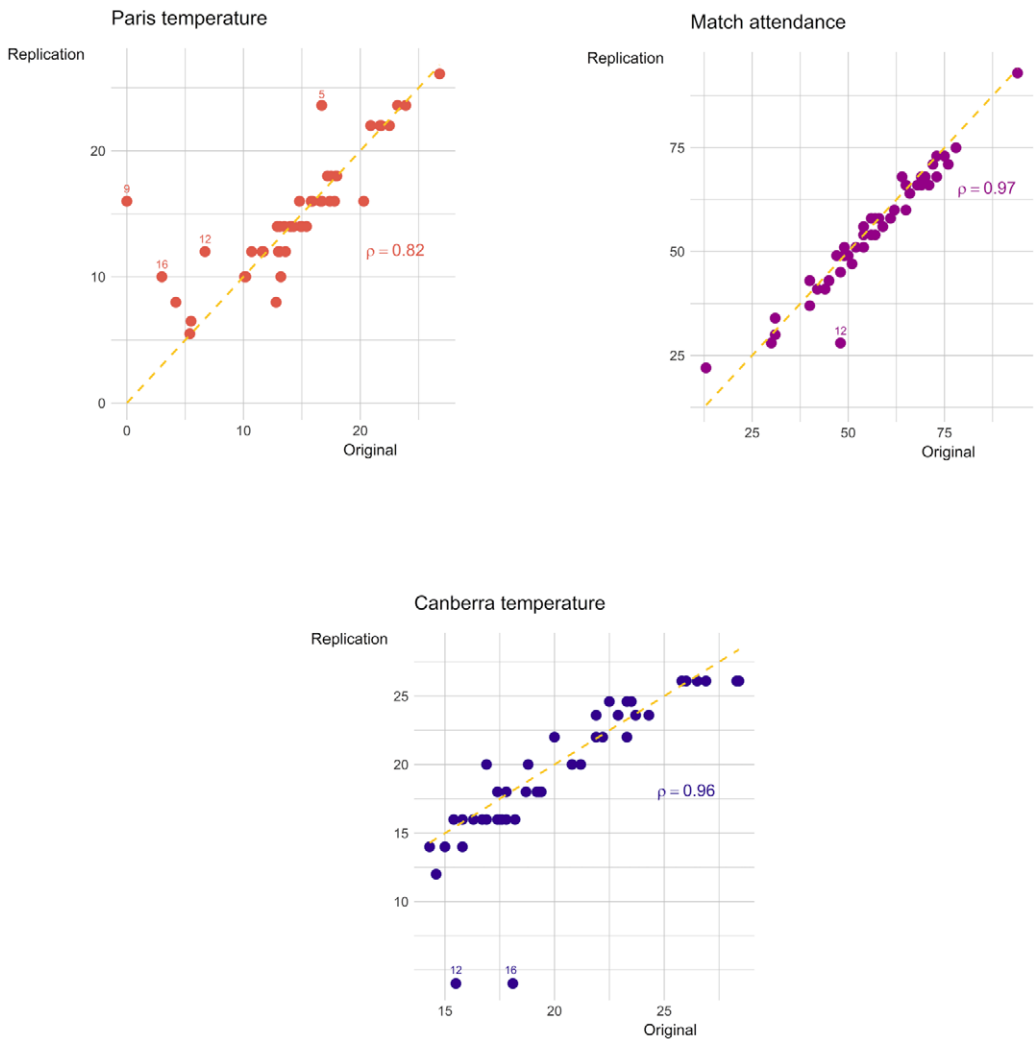 Paris temperature
Replication
5
20
9
12
ρ = 0.82
16
10
0
0 10 20
Original
Match attendance
Replication
75
ρ = 0.97
50
12
25
25 50 75
Original
Canberra temperature
Replication
25
20
ρ = 0.96
15
10
12 16
15 20 25
Original